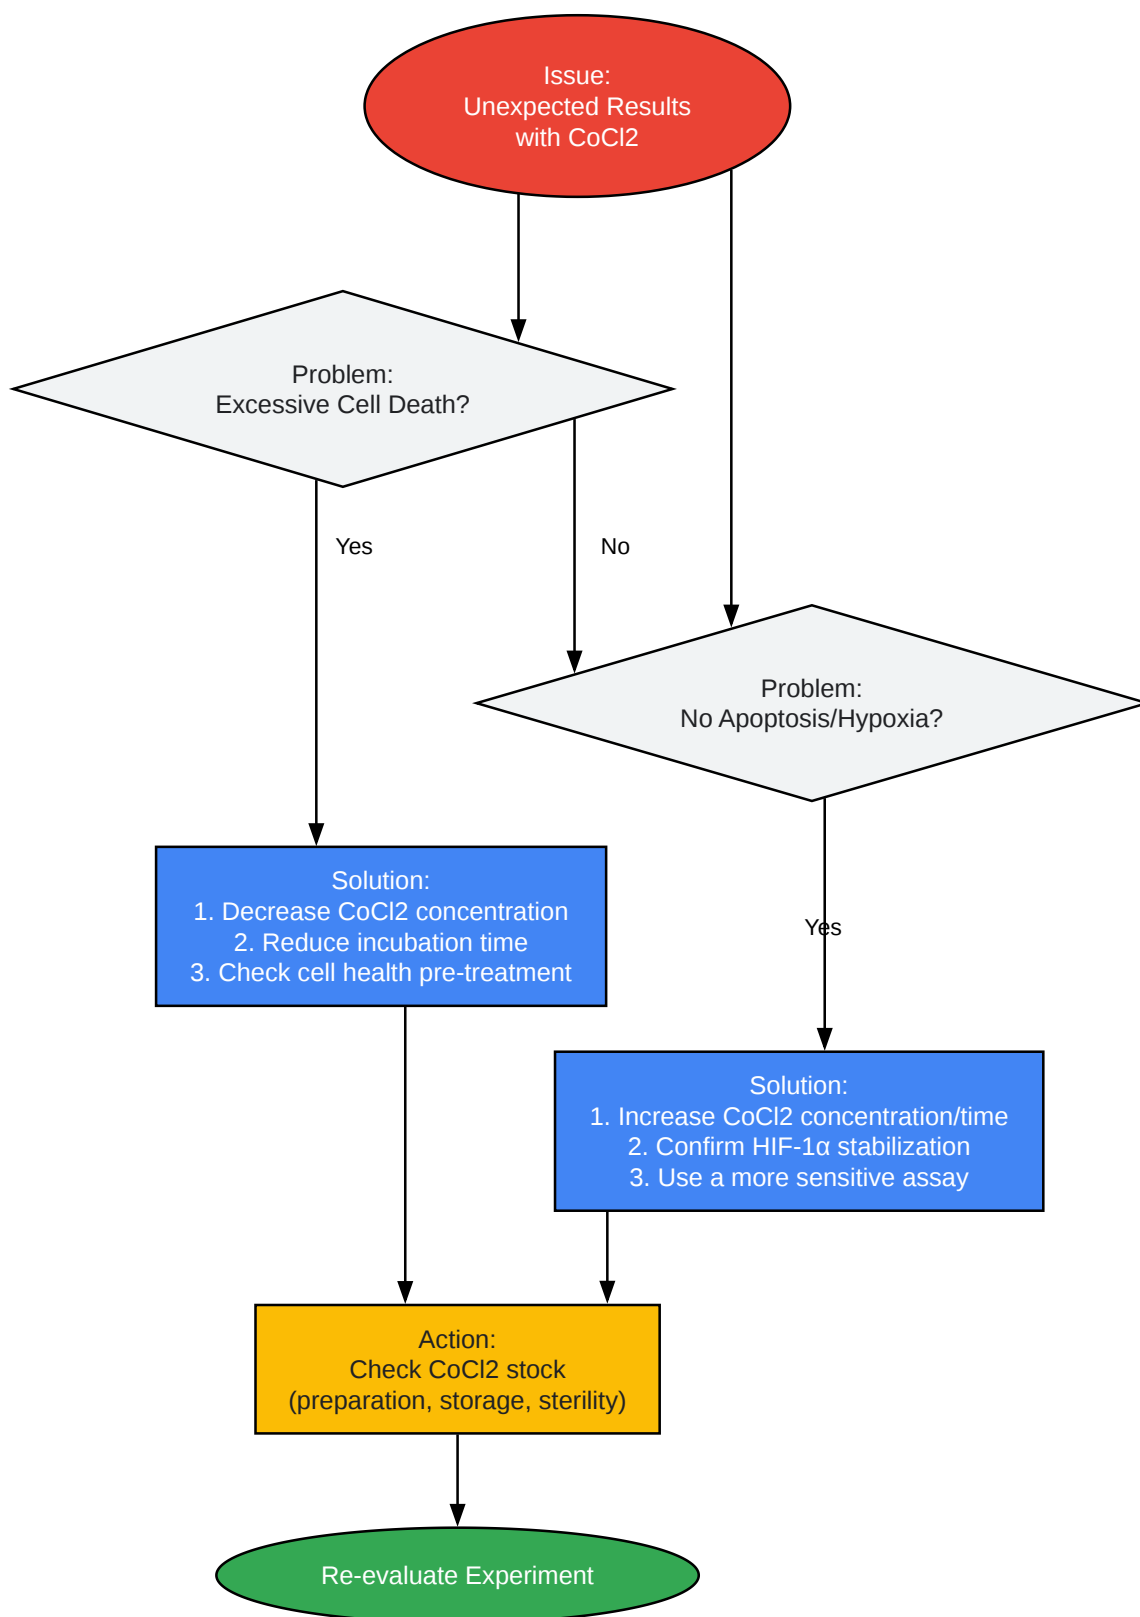 Issue:
Unexpected Results
with CoCl2
Problem:
Excessive Cell Death?
Yes
No
Problem:
No Apoptosis/Hypoxia?
Solution:
1. Decrease CoCl2 concentration
2. Reduce incubation time
3. Check cell health pre-treatment
Yes
Solution:
1. Increase CoCl2 concentration/time
2. Confirm HIF-1α stabilization
3. Use a more sensitive assay
Action:
Check CoCl2 stock
(preparation, storage, sterility)
Re-evaluate Experiment